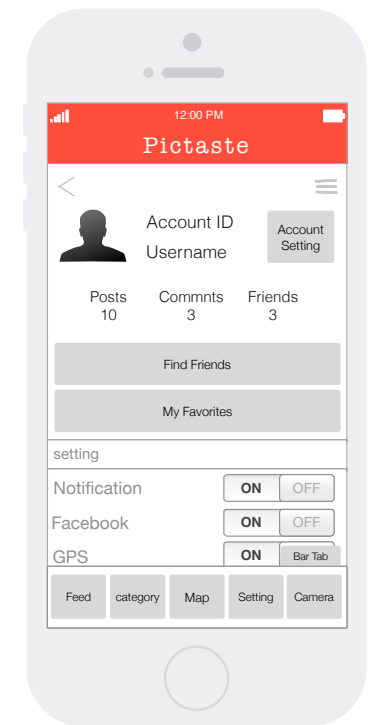 12:00 PM
Pictaste
Account ID
Username
Account
Setting
Posts Commnts Friends
10 3 3
Find Friends
My Favorites
setting
Notification ON OFF
Facebook ON OFF
GPS ON Bar Tab
Feed category Map Setting Camera